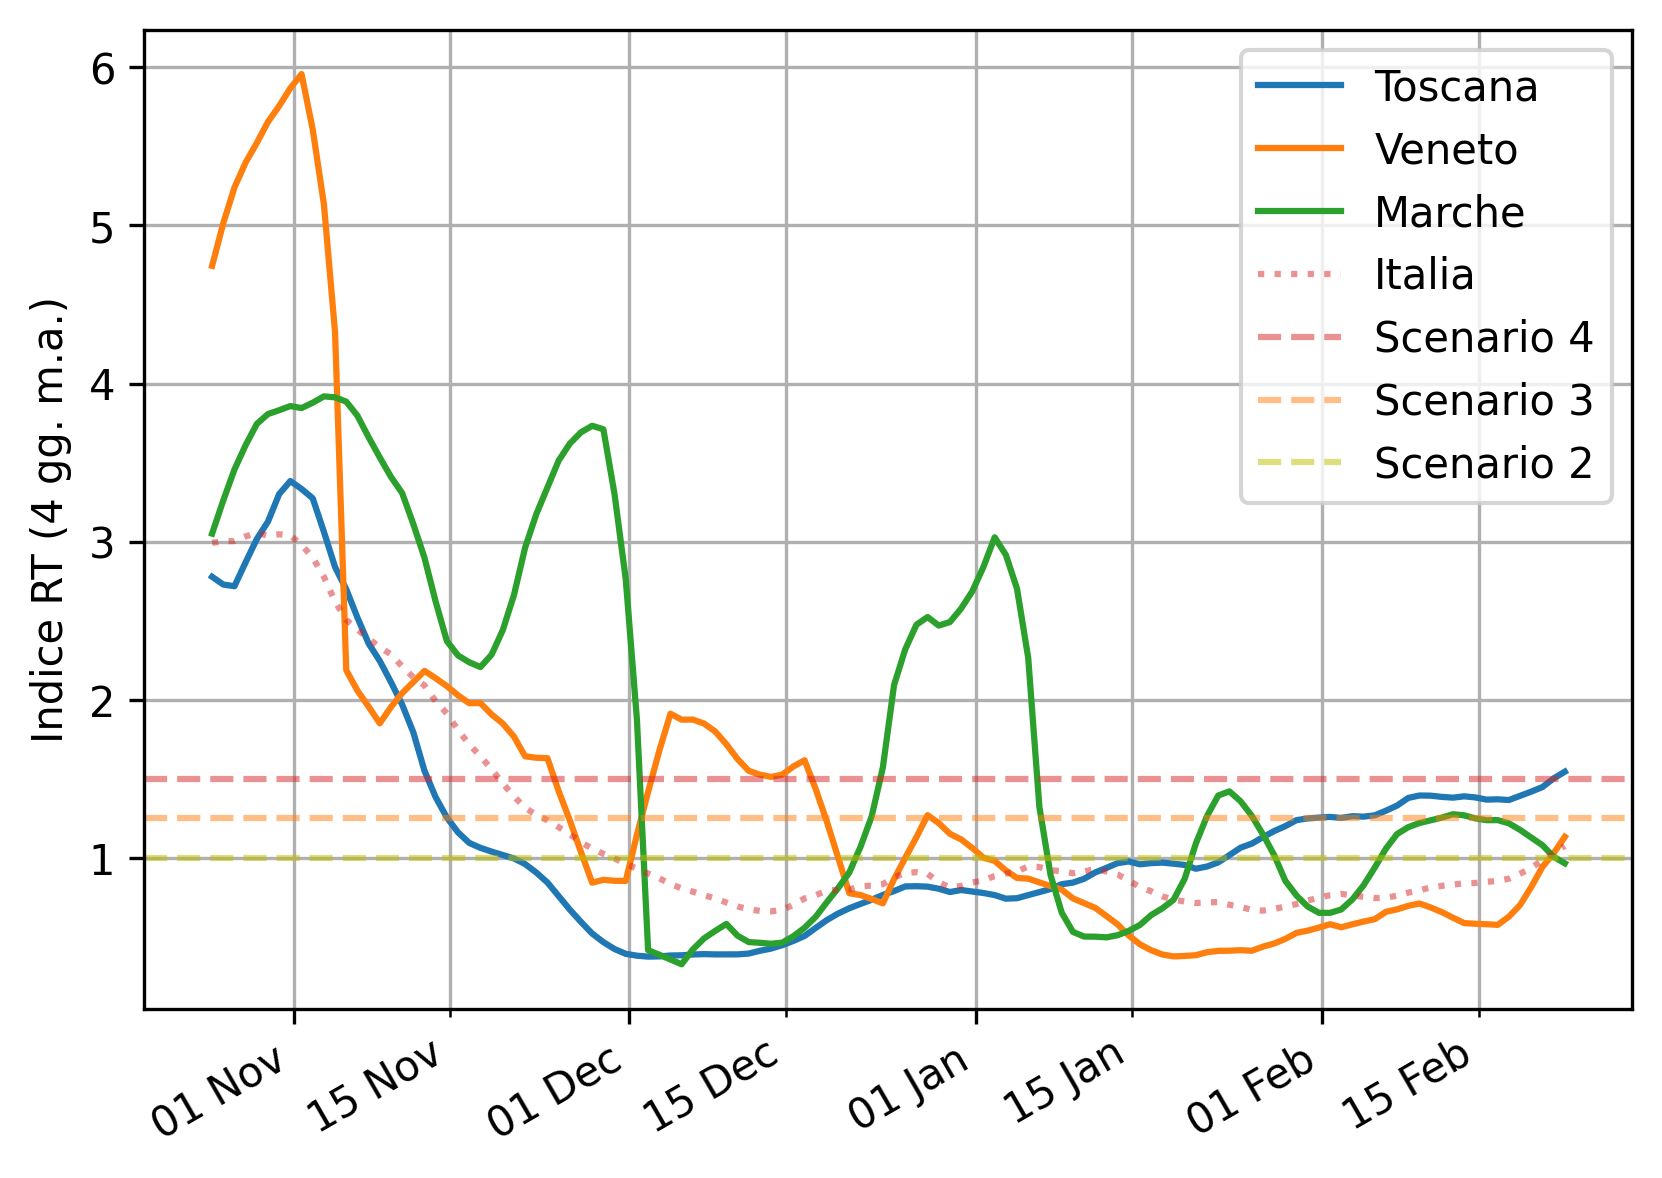 Indice RT (4 gg. m.a.)
6
5
4
3
2
1
Toscana
Veneto
Marche
Italia
Scenario 4
Scenario 3
Scenario 2
01 Nov
15 Nov
01 Dec
15 Dec
01 Jan
15 Jan
01 Feb
15 Feb